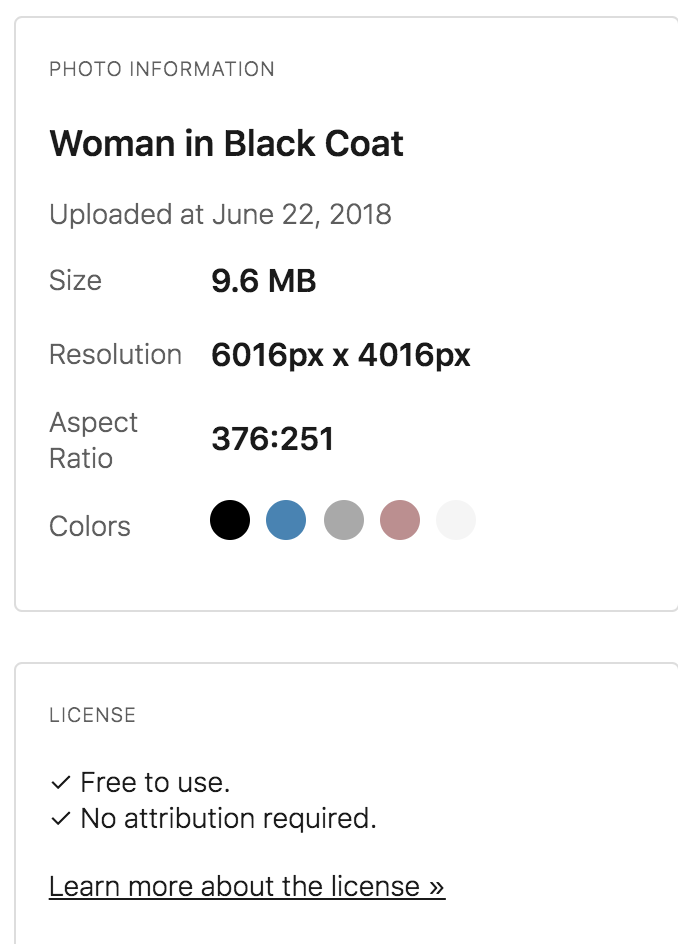 PHOTO INFORMATION
Woman in Black Coat
Uploaded at June 22, 2018
Size 9.6 MB
Resolution 6016px x 4016px
Aspect
Ratio 376:251
Colors
LICENSE
✓ Free to use.
✓ No attribution required.
Learn more about the license »